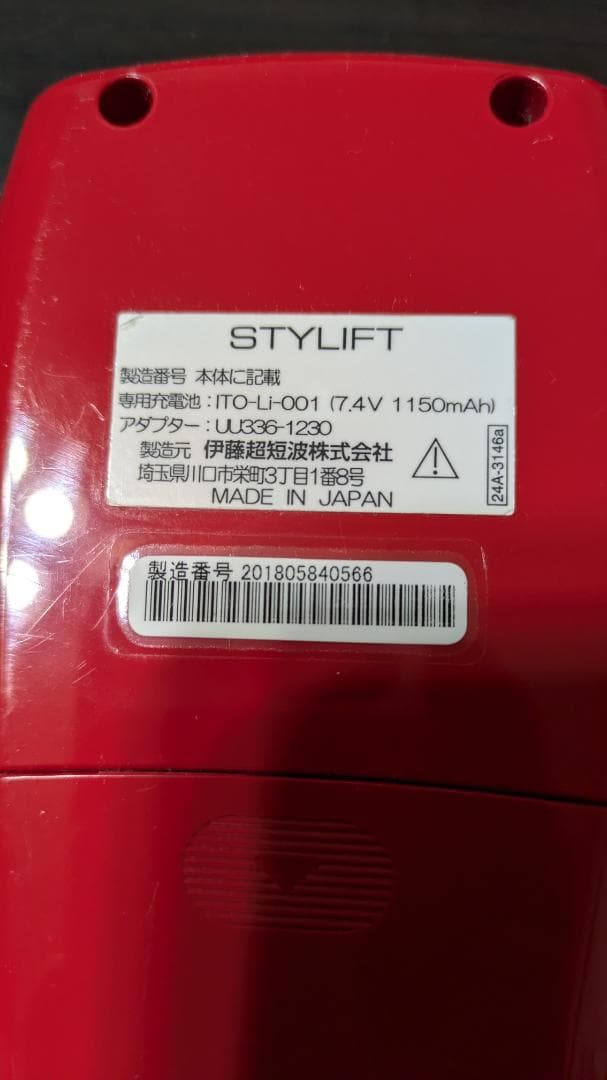 STYLIFT
製造番号 本体に記載
専用充電池：ITO-Li-001 (7.4V 1150mAh)
アダプター：UU336-1230
製造元 伊藤超短波株式会社
埼玉県川口市栄町3丁目1番8号
MADE IN JAPAN
24A-3146a
製造番号 201805840566